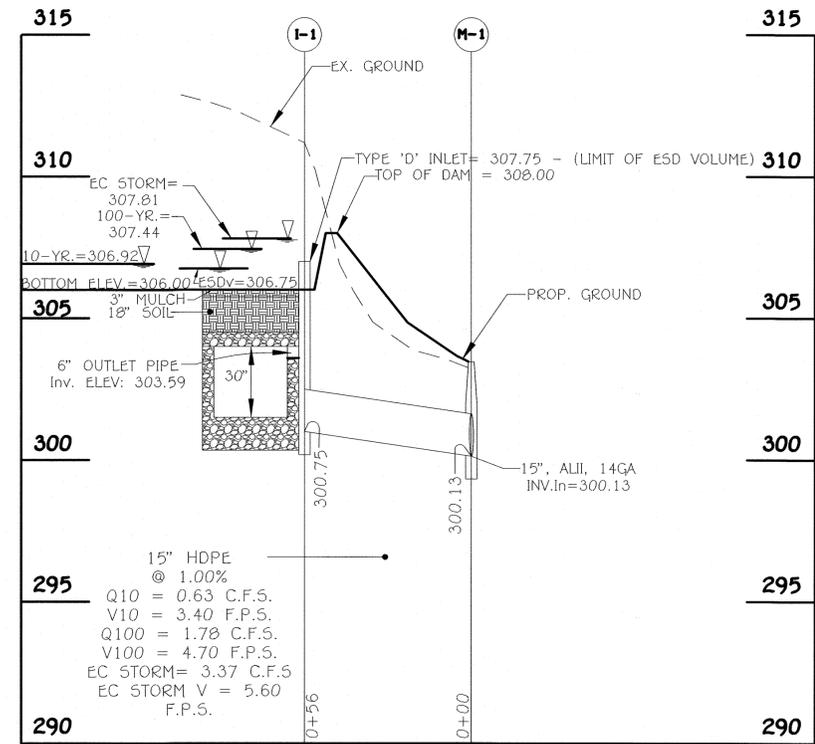 315
I-1
M-1
315
EX. GROUND
TYPE 'D' INLET= 307.75 - (LIMIT OF ESD VOLUME)
310
310
TOP OF DAM = 308.00
EC STORM=
307.81
100-YR.=
307.44
10-YR.=306.92
BOTTOM ELEV.=306.00
ESDv=306.75
3" MULCH
18" SOIL
305
305
PROP. GROUND
6" OUTLET PIPE
Inv. ELEV: 303.59
30"
300
300
300.75
300.13
15", ALII, 14GA
INV.In=300.13
15" HDPE
@ 1.00%
Q10 = 0.63 C.F.S.
V10 = 3.40 F.P.S.
Q100 = 1.78 C.F.S.
V100 = 4.70 F.P.S.
EC STORM= 3.37 C.F.S
EC STORM V = 5.60
F.P.S.
295
295
0+56
0+00
290
290